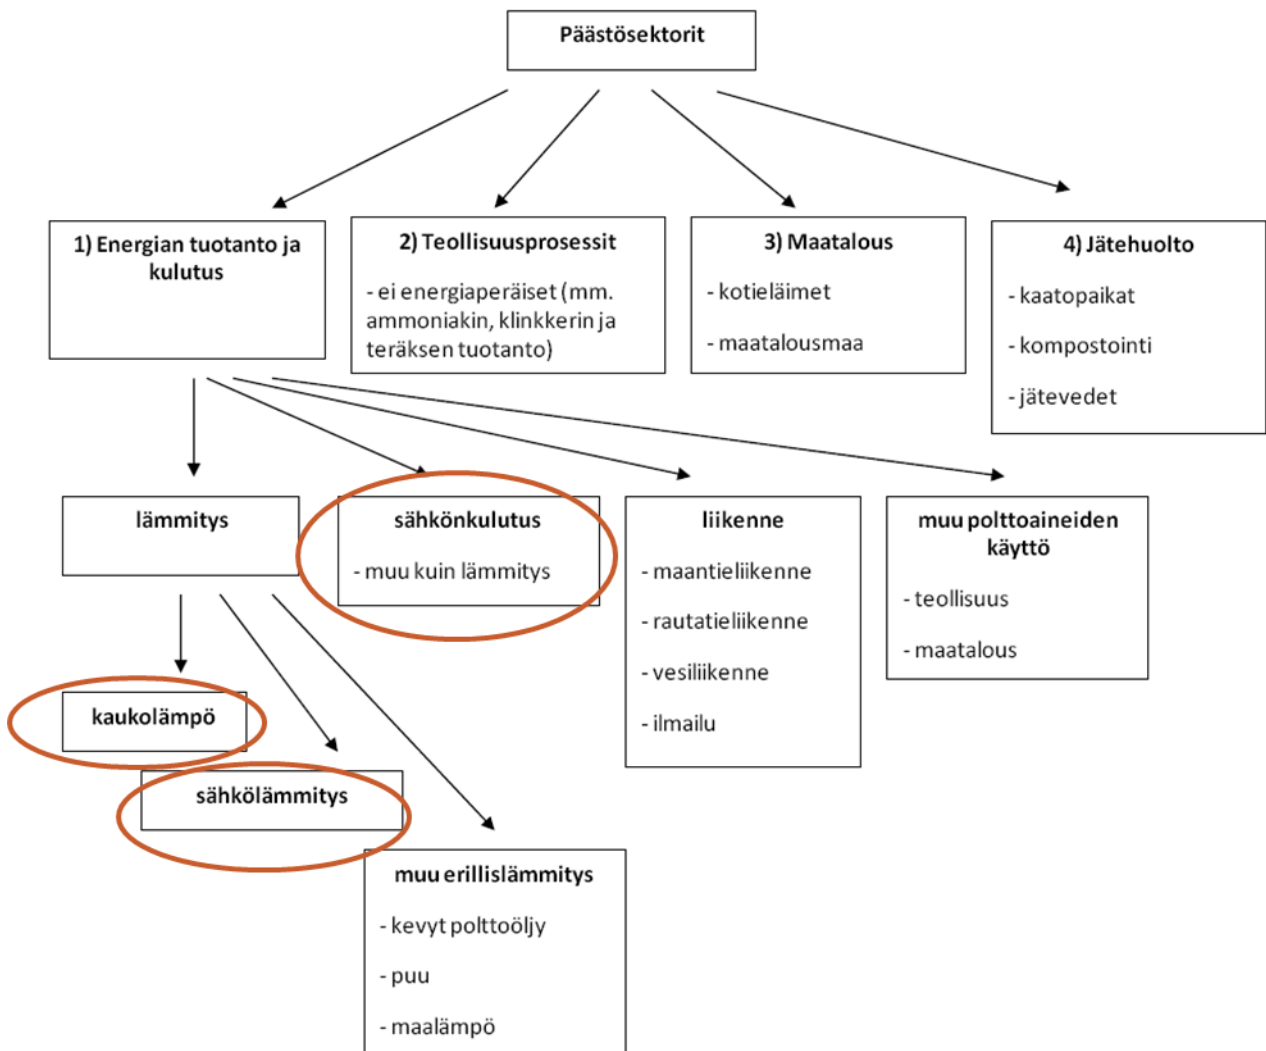 Päästösektorit
1) Energian tuotanto ja
kulutus
2) Teollisuusprosessit
- ei energiaperäiset (mm.
ammoniakin, klinkkerin ja
teräksen tuotanto)
3) Maatalous
- kotieläimet
- maatalousmaa
4) Jätehuolto
- kaatopaikat
- kompostointi
- jätevedet
lämmitys
sähkönkulutus
- muu kuin lämmitys
liikenne
- maantieliikenne
- rautatieliikenne
- vesiliikenne
- ilmailu
muu polttoaineiden
käyttö
- teollisuus
- maatalous
kaukolämpö
sähkölämmitys
muu erillislämmitys
- kevyt polttoöljy
- puu
- maalämpö